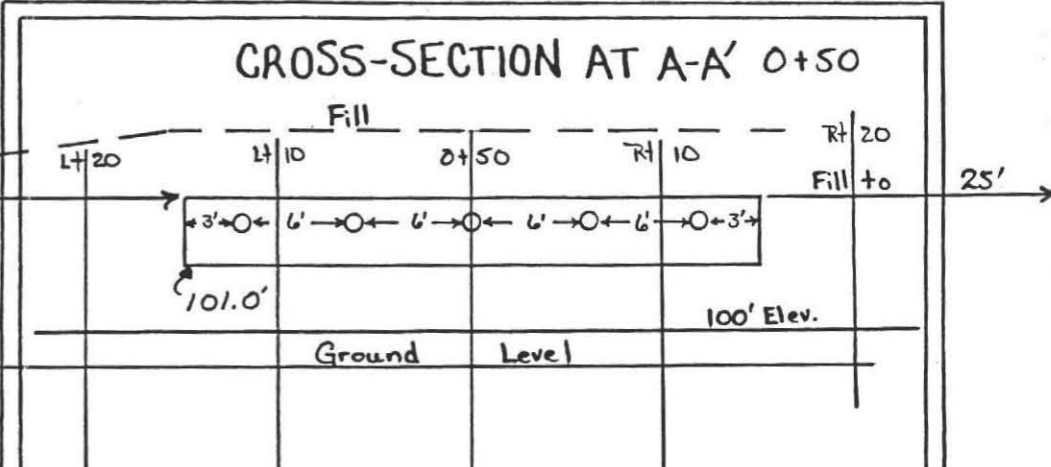 CROSS-SECTION AT A-A' 0+50
Fill
Lt 20
Lt 10
0+50
Rt 10
Rt 20
Fill to 25'
3' 6' 6' 6' 6' 3'
101.0'
100' Elev.
Ground Level